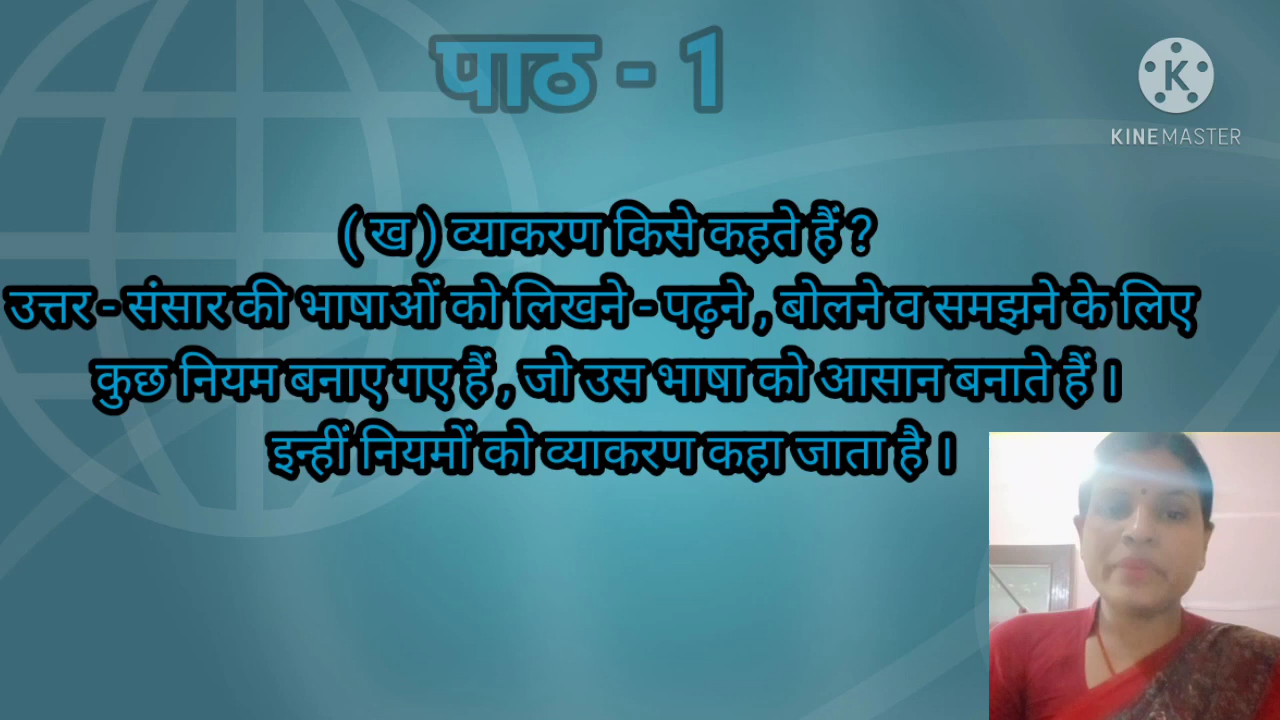 पाठ - 1
KINEMASTER
( ख ) व्याकरण किसे कहते हैं ?
उत्तर - संसार की भाषाओं को लिखने - पढ़ने , बोलने व समझने के लिए
कुछ नियम बनाए गए हैं , जो उस भाषा को आसान बनाते हैं ।
इन्हीं नियमों को व्याकरण कहा जाता है ।